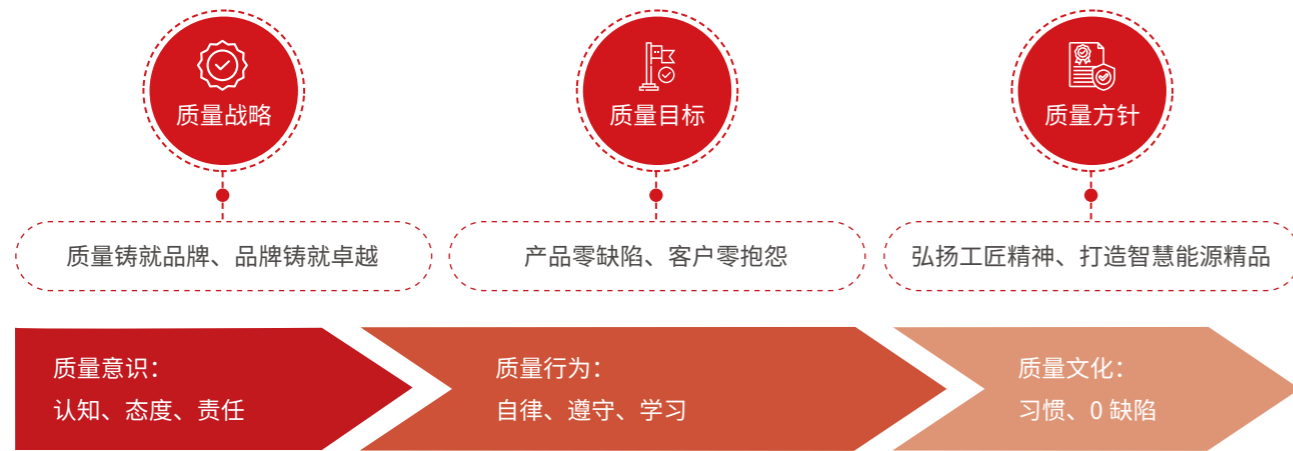 质量战略
质量目标
质量方针
质量铸就品牌、品牌铸就卓越
产品零缺陷、客户零抱怨
弘扬工匠精神、打造智慧能源精品
质量意识：
认知、态度、责任
质量行为：
自律、遵守、学习
质量文化：
习惯、0 缺陷